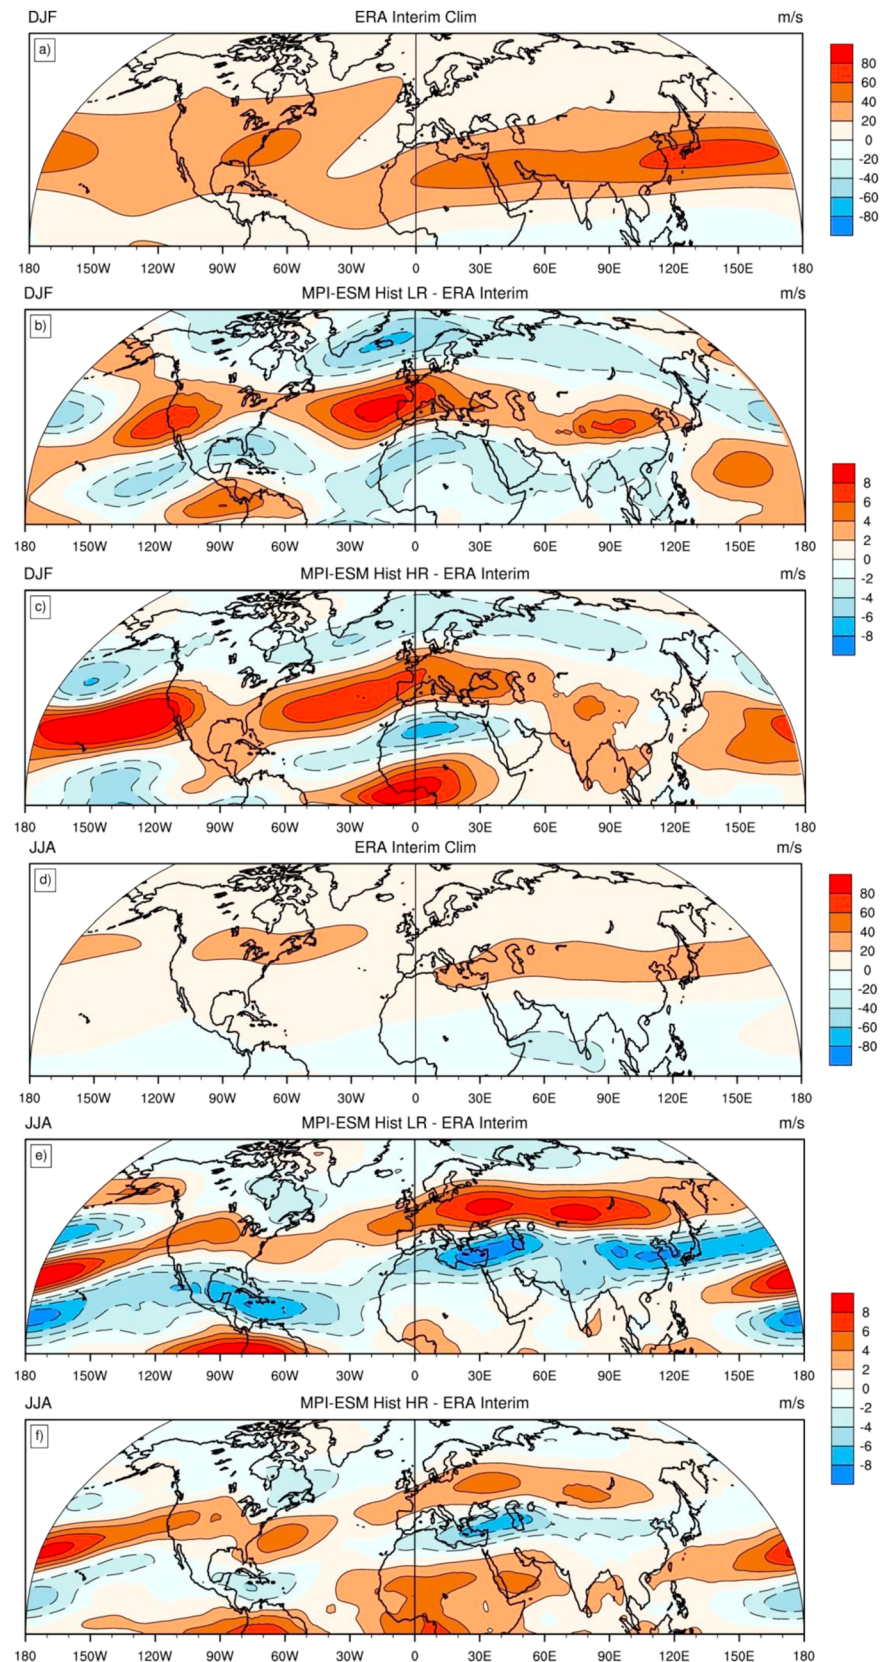 DJF ERA Interim Clim m/s
a)
80
60
40
20
0
-20
-40
-60
-80
180 150W 120W 90W 60W 30W 0 30E 60E 90E 120E 150E 180
DJF MPI-ESM Hist LR - ERA Interim m/s
b)
180 150W 120W 90W 60W 30W 0 30E 60E 90E 120E 150E 180
8
6
4
2
0
-2
-4
-6
-8
DJF MPI-ESM Hist HR - ERA Interim m/s
c)
180 150W 120W 90W 60W 30W 0 30E 60E 90E 120E 150E 180
JJA ERA Interim Clim m/s
d)
80
60
40
20
0
-20
-40
-60
-80
180 150W 120W 90W 60W 30W 0 30E 60E 90E 120E 150E 180
JJA MPI-ESM Hist LR - ERA Interim m/s
e)
180 150W 120W 90W 60W 30W 0 30E 60E 90E 120E 150E 180
8
6
4
2
0
-2
-4
-6
-8
JJA MPI-ESM Hist HR - ERA Interim m/s
f)
180 150W 120W 90W 60W 30W 0 30E 60E 90E 120E 150E 180